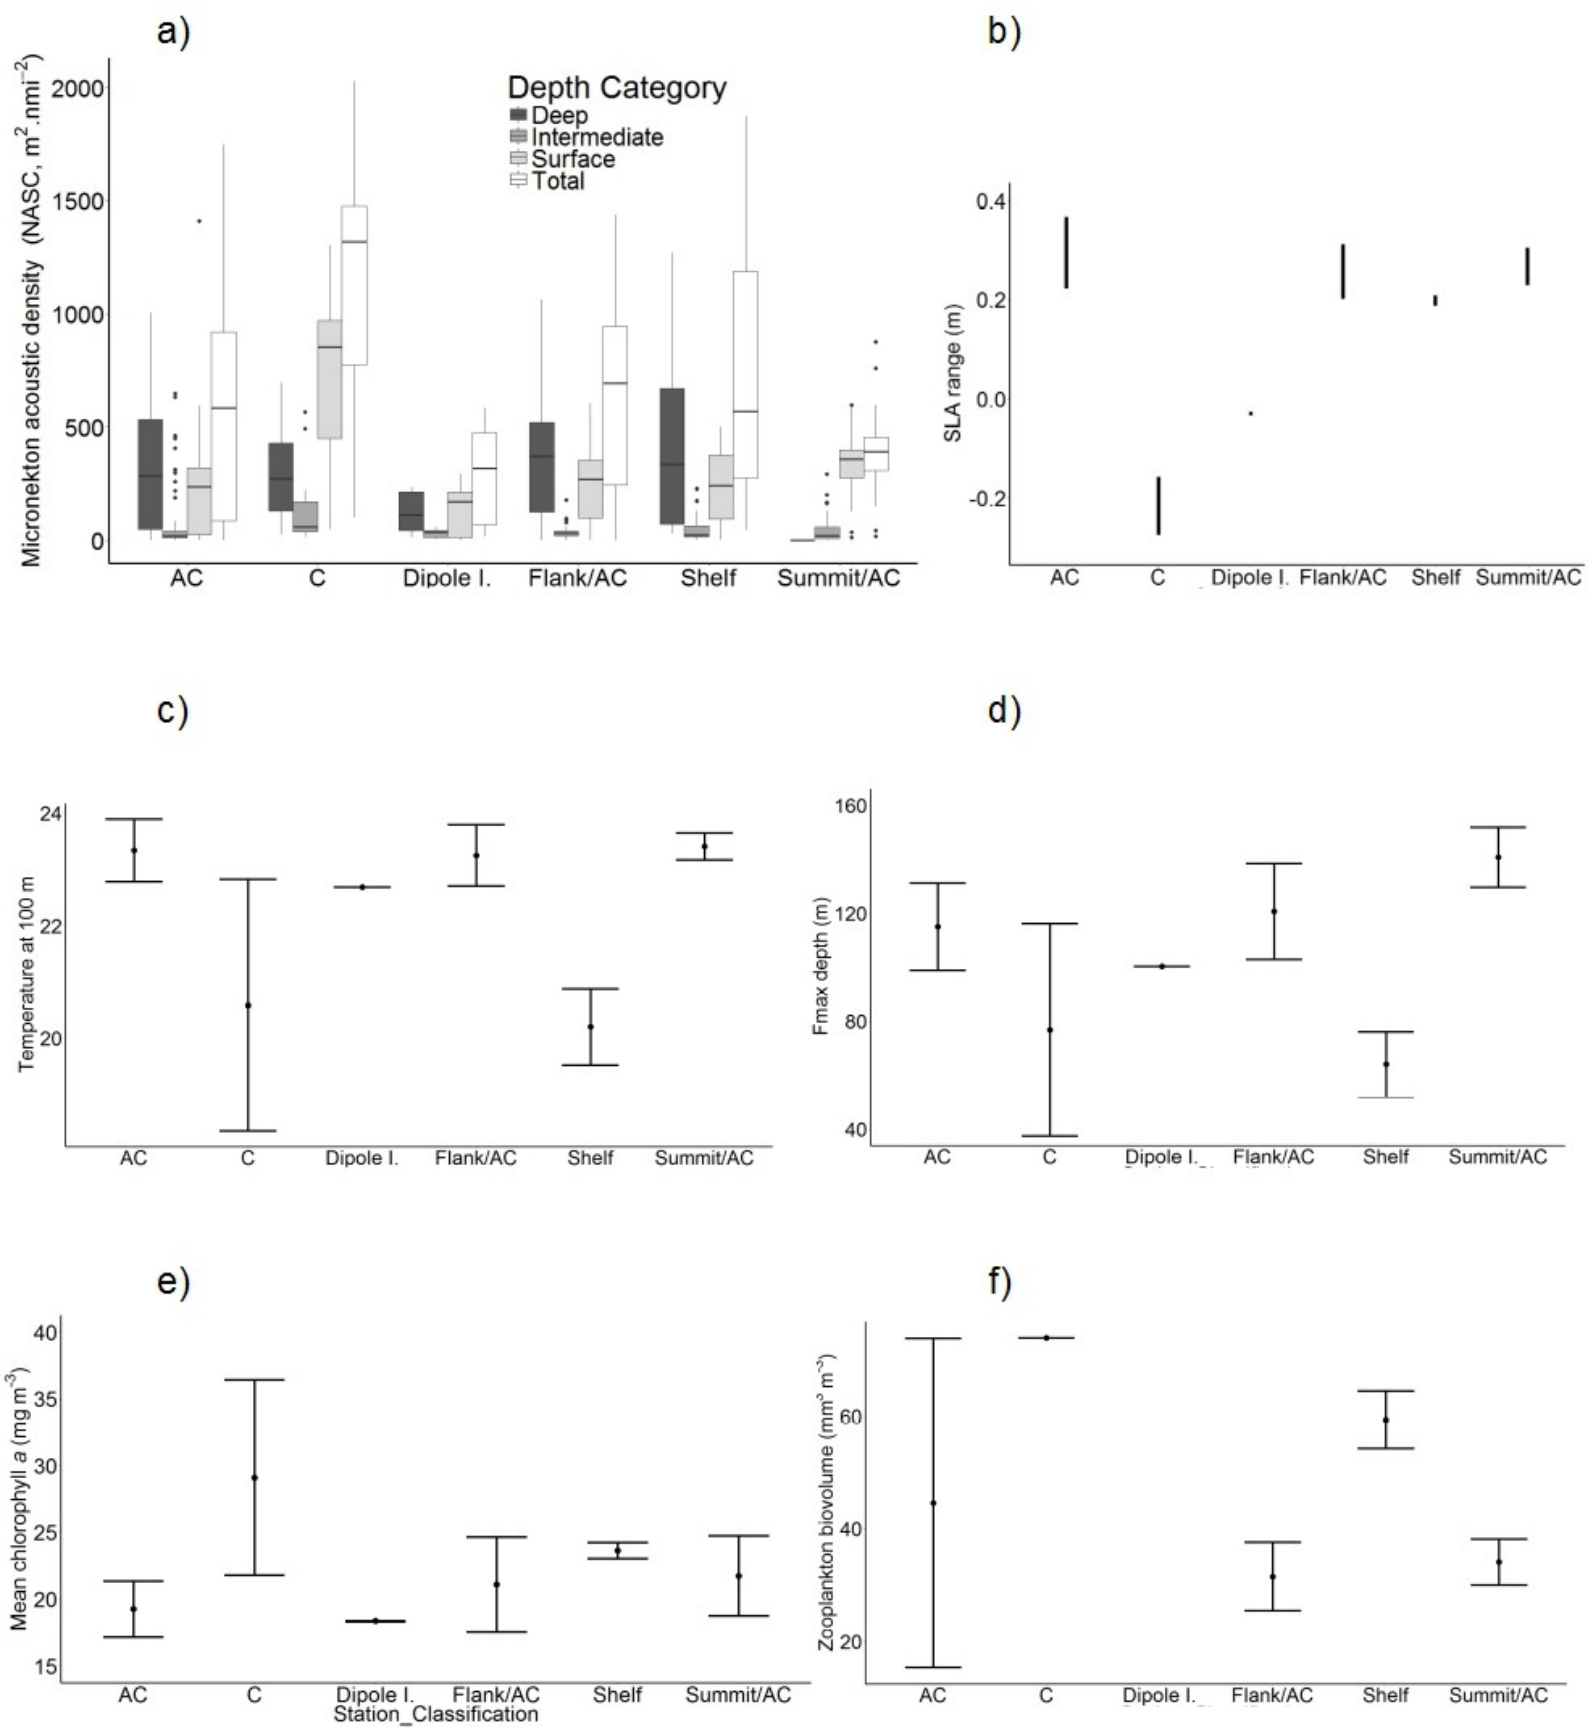 a)
Micronekton acoustic density (NASC, m².nmi⁻²)
2000
1500
1000
500
0
Depth Category
Deep
Intermediate
Surface
Total
AC C Dipole I. Flank/AC Shelf Summit/AC
b)
SLA range (m)
0.4
0.2
0.0
-0.2
AC C Dipole I. Flank/AC Shelf Summit/AC
c)
Temperature at 100 m
24
22
20
AC C Dipole I. Flank/AC Shelf Summit/AC
d)
Fmax depth (m)
160
120
80
40
AC C Dipole I. Flank/AC Shelf Summit/AC
e)
Mean chlorophyll a (mg m⁻³)
40
35
30
25
20
15
AC C Dipole I. Flank/AC Shelf Summit/AC
Station_Classification
f)
Zooplankton biovolume (mm³ m⁻³)
60
40
20
AC C Dipole I. Flank/AC Shelf Summit/AC